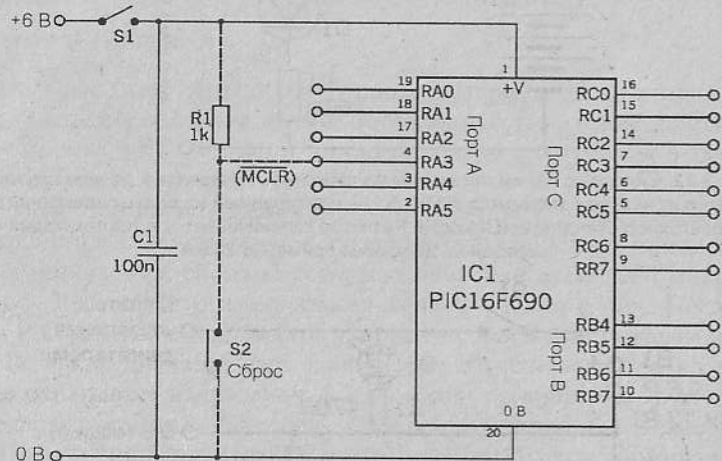 +6 В
S1
R1
1k
(MCLR)
C1
100n
S2
Сброс
0 В
1
+V
19 RA0
18 RA1
17 RA2
4 RA3
3 RA4
2 RA5
Порт A
IC1
PIC16F690
Порт C
RC0 16
RC1 15
RC2 14
RC3 7
RC4 6
RC5 5
RC6 8
RR7 9
Порт B
RB4 13
RB5 12
RB6 11
RB7 10
0 В
20